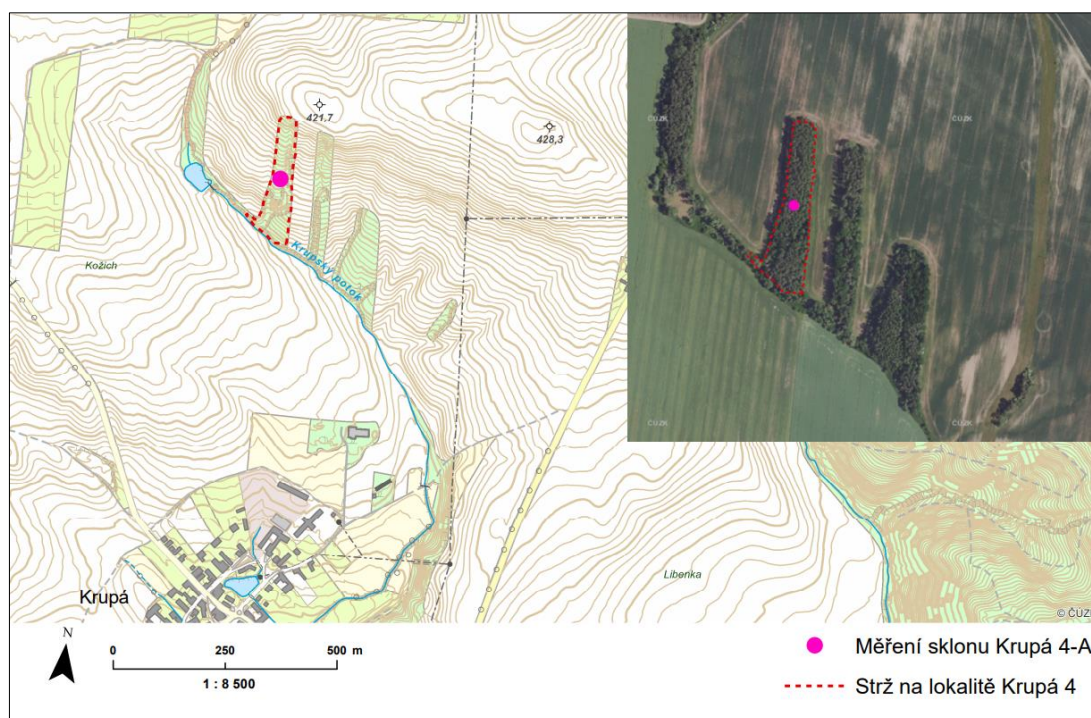 421,7
428,3
ČÚZK
ČÚZK
Krupský potok
Kožich
ČÚZK
ČÚZK
Libeňka
Krupá
© ČÚZK
N
0 250 500 m
1 : 8 500
Měření sklonu Krupá 4-A
Strž na lokalitě Krupá 4